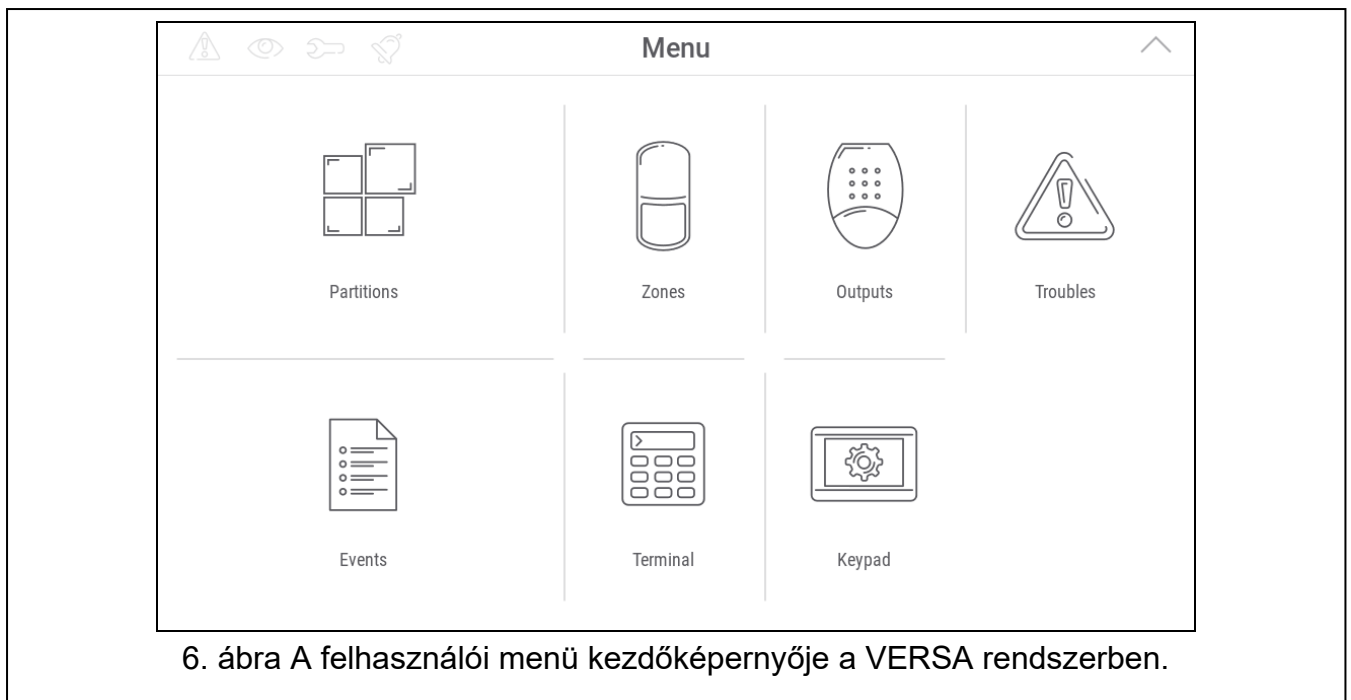 Menu
Partitions
Zones
Outputs
Troubles
Events
Terminal
Keypad
6. ábra A felhasználói menü kezdőképernyője a VERSA rendszerben.